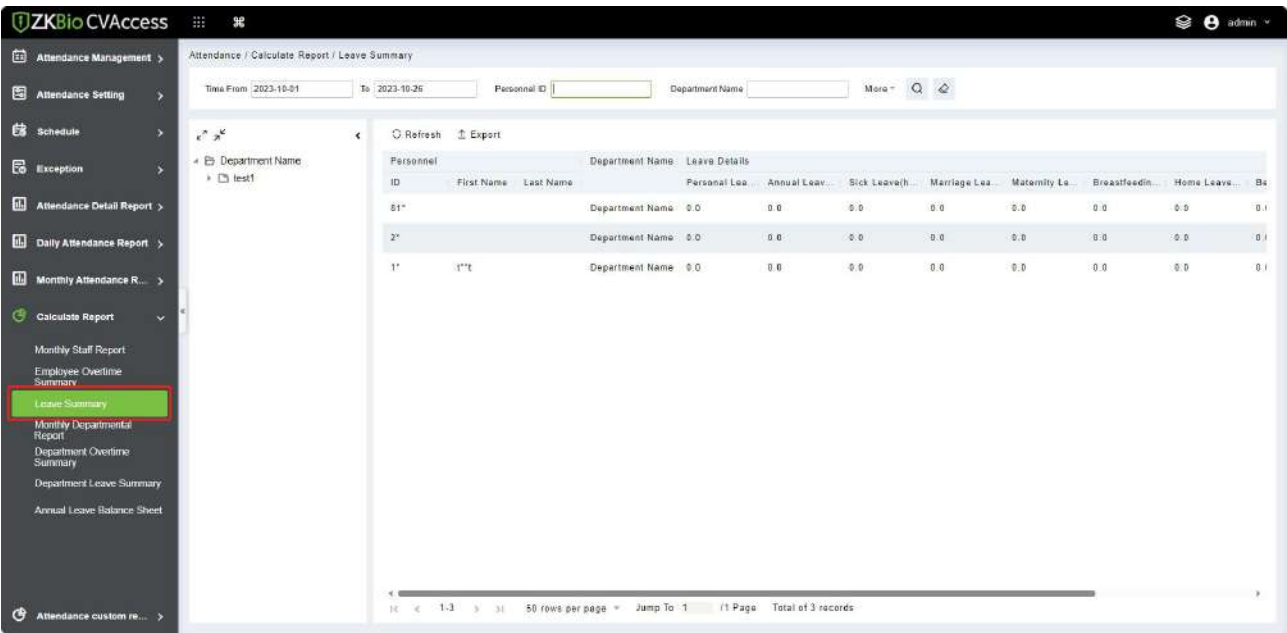 ZKBio CVAccess
admin
Attendance Management
Attendance Setting
Schedule
Exception
Attendance Detail Report
Daily Attendance Report
Monthly Attendance R...
Calculate Report
Monthly Staff Report
Employee Overtime
Summary
Leave Summary
Monthly Departmental
Report
Department Overtime
Summary
Department Leave Summary
Annual Leave Balance Sheet
Attendance custom re...
Attendance / Calculate Report / Leave Summary
Time From 2023-10-01 To 2023-10-26 Personnel ID Department Name More
Department Name
test1
Refresh Export
Personnel Department Name Leave Details
ID First Name Last Name Personal Lea... Annual Leav... Sick Leave(h... Marriage Lea... Maternity Le... Breastfeedin... Home Leave... Be
81* Department Name 0.0 0.0 0.0 0.0 0.0 0.0 0.0 0.
2* Department Name 0.0 0.0 0.0 0.0 0.0 0.0 0.0 0.
1* t**t Department Name 0.0 0.0 0.0 0.0 0.0 0.0 0.0 0.
1-3 50 rows per page Jump To 1 /1 Page Total of 3 records